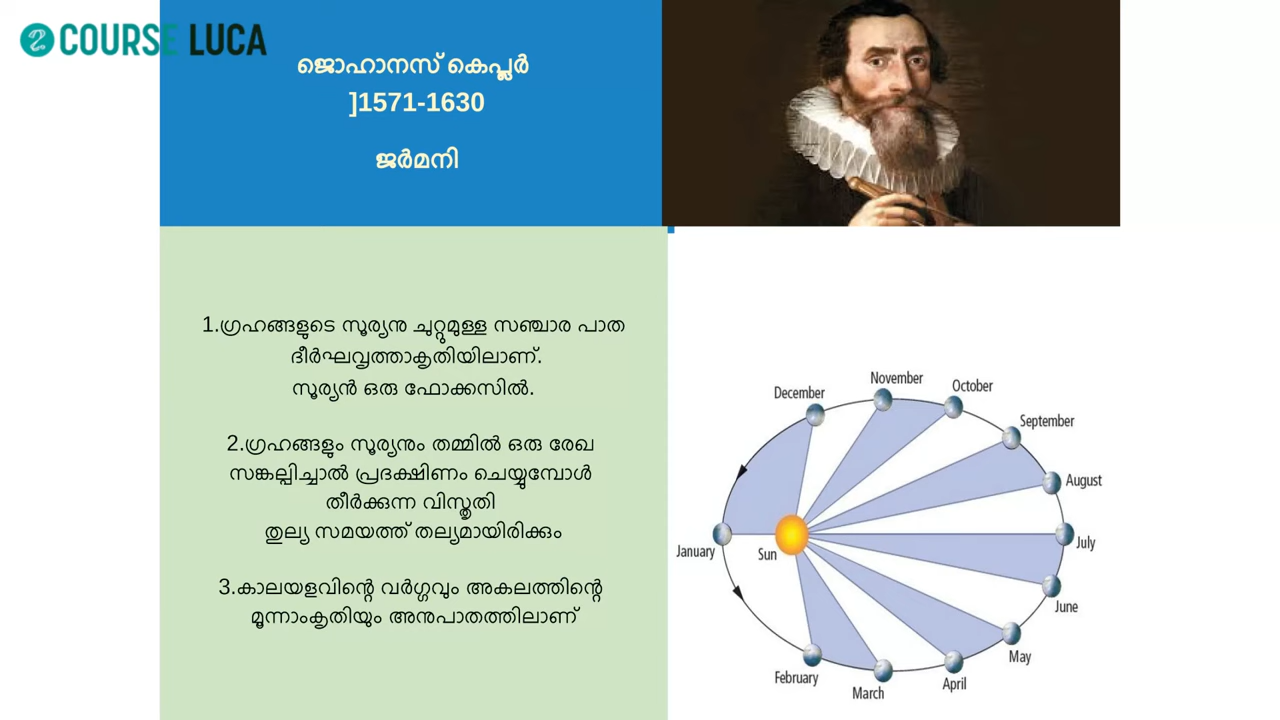 COURSE LUCA
ജൊഹാനസ് കെപ്ലർ
]1571-1630
ജർമനി
1.ഗ്രഹങ്ങളുടെ സൂര്യനു ചുറ്റുമുള്ള സഞ്ചാര പാത
ദീർഘവൃത്താകൃതിയിലാണ്.
സൂര്യൻ ഒരു ഫോക്കസിൽ.
2.ഗ്രഹങ്ങളും സൂര്യനും തമ്മിൽ ഒരു രേഖ
സങ്കല്പിച്ചാൽ പ്രദക്ഷിണം ചെയ്യുമ്പോൾ
തീർക്കുന്ന വിസ്തൃതി
തുല്യ സമയത്ത് തല്യമായിരിക്കും
3.കാലയളവിന്റെ വർഗ്ഗവും അകലത്തിന്റെ
മൂന്നാംകൃതിയും അനുപാതത്തിലാണ്
November
October
December
September
August
January
Sun
July
June
May
February
April
March